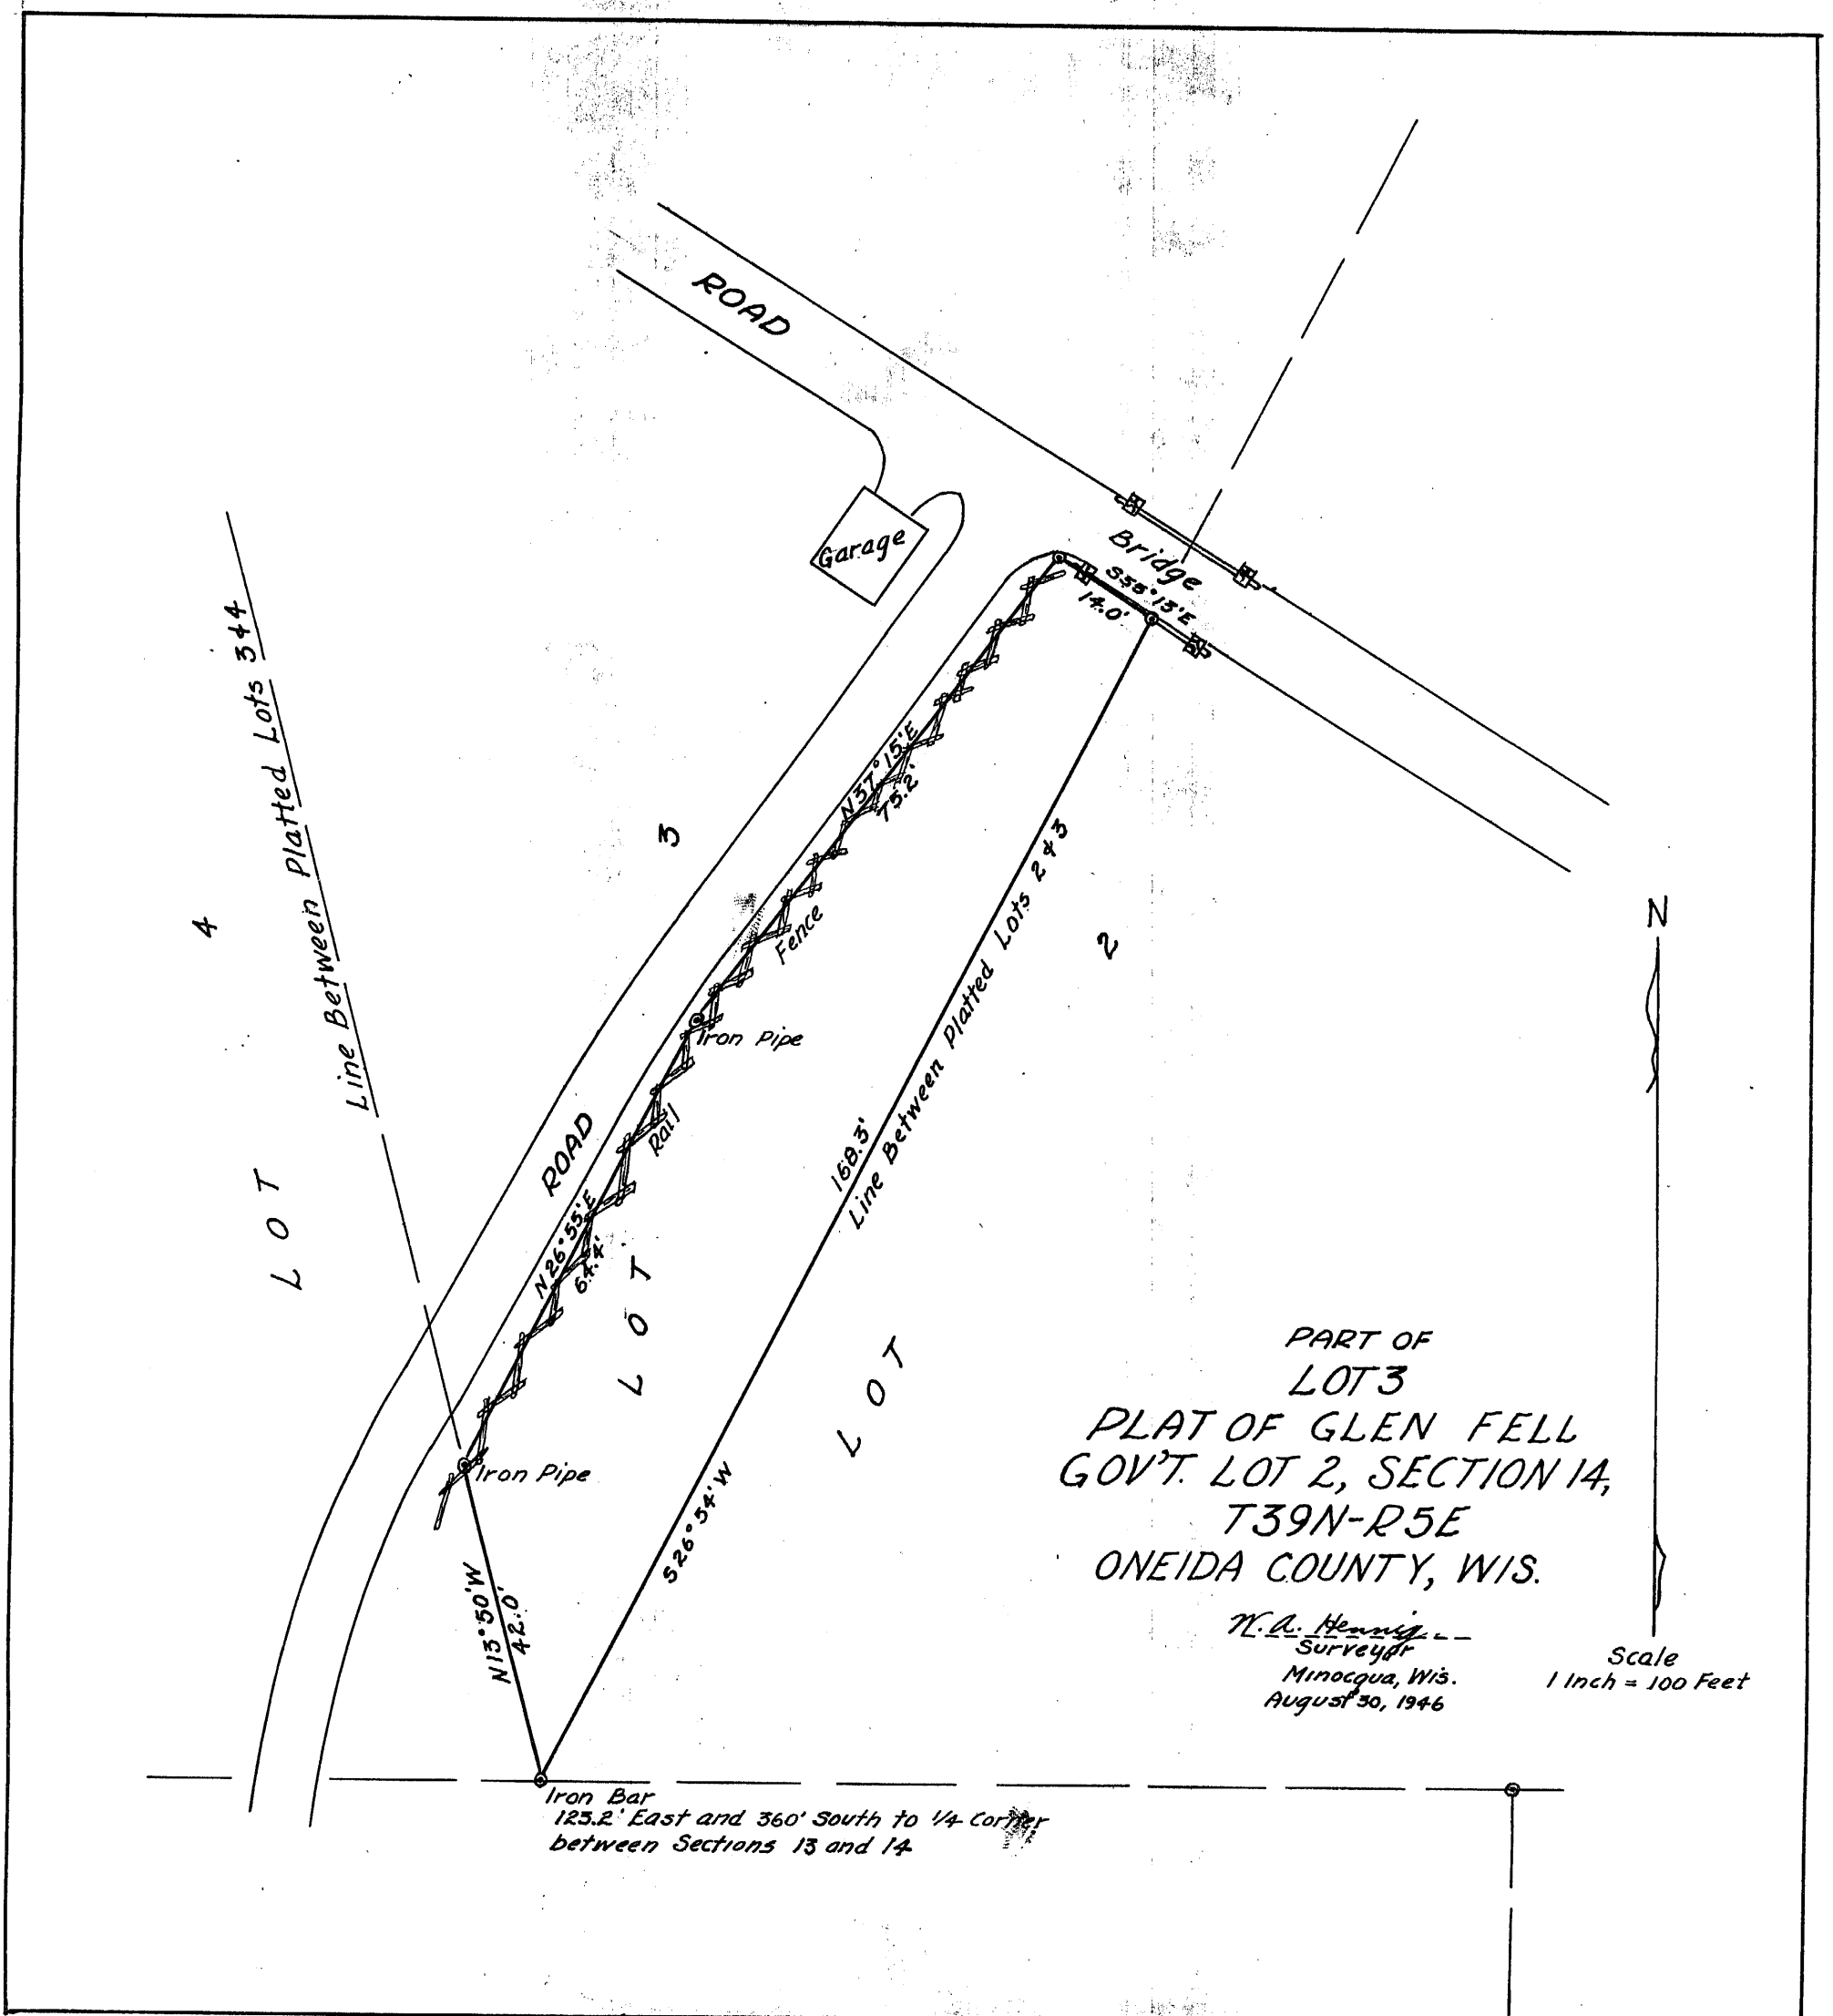 ROAD
Garage
Bridge
S55°13'E
14.0'
Line Between Platted Lots 3 & 4
N37°15'E
75.2'
3
4
2
Fence
Iron Pipe
Rail
ROAD
N26°55'E
64.4'
168.3'
Line Between Platted Lots 2 & 3
LOT
LOT
LOT
Iron Pipe
S26°54'W
N13°50'W
42.0'
N
PART OF
LOT 3
PLAT OF GLEN FELL
GOV'T. LOT 2, SECTION 14,
T39N-R5E
ONEIDA COUNTY, WIS.
W.A. Hennig
Surveyor
Minocqua, Wis.
August 30, 1946
Scale
1 Inch = 100 Feet
Iron Bar
123.2' East and 360' South to 1/4 Corner
between Sections 13 and 14